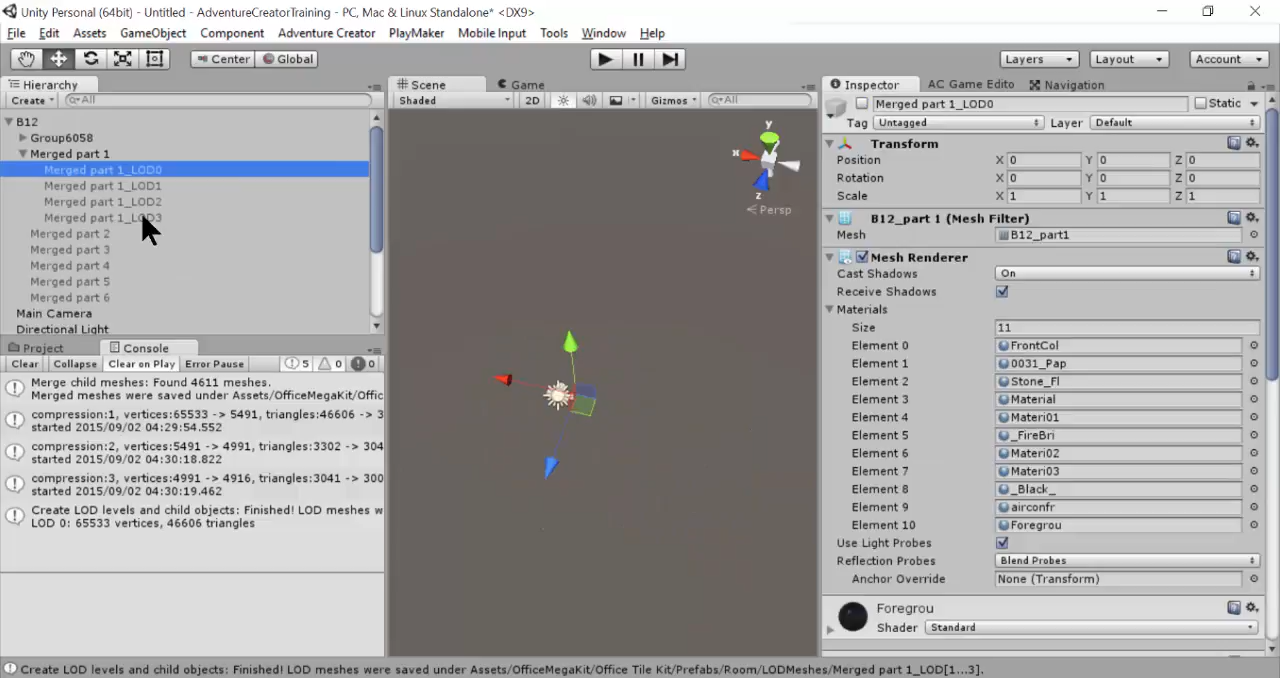 Unity Personal (64bit) - Untitled - AdventureCreatorTraining - PC, Mac & Linux Standalone* <DX9>
File Edit Assets GameObject Component Adventure Creator PlayMaker Mobile Input Tools Window Help
Center Global Layers Layout Account
Hierarchy
Create All
B12
Group6058
Merged part 1
Merged part 1_LOD0
Merged part 1_LOD1
Merged part 1_LOD2
Merged part 1_LOD3
Merged part 2
Merged part 3
Merged part 4
Merged part 5
Merged part 6
Main Camera
Directional Light
Project Console
Clear Collapse Clear on Play Error Pause 5 0 0
Merge child meshes: Found 4611 meshes.
Merged meshes were saved under Assets/OfficeMegaKit/Offic
compression:1, vertices:65533 -> 5491, triangles:46606 -> 3
started 2015/09/02 04:29:54.552
compression:2, vertices:5491 -> 4991, triangles:3302 -> 304
started 2015/09/02 04:30:18.822
compression:3, vertices:4991 -> 4916, triangles:3041 -> 300
started 2015/09/02 04:30:19.462
Create LOD levels and child objects: Finished! LOD meshes w
LOD 0: 65533 vertices, 46606 triangles
Scene Game
Shaded 2D Gizmos All
y
x
z
Persp
Inspector AC Game Edito Navigation
Merged part 1_LOD0 Static
Tag Untagged Layer Default
Transform
Position X 0 Y 0 Z 0
Rotation X 0 Y 0 Z 0
Scale X 1 Y 1 Z 1
B12_part 1 (Mesh Filter)
Mesh B12_part1
Mesh Renderer
Cast Shadows On
Receive Shadows
Materials
Size 11
Element 0 FrontCol
Element 1 0031_Pap
Element 2 Stone_Fl
Element 3 Material
Element 4 Materi01
Element 5 _FireBri
Element 6 Materi02
Element 7 Materi03
Element 8 _Black_
Element 9 airconfr
Element 10 Foregrou
Use Light Probes
Reflection Probes Blend Probes
Anchor Override None (Transform)
Foregrou
Shader Standard
Create LOD levels and child objects: Finished! LOD meshes were saved under Assets/OfficeMegaKit/Office Tile Kit/Prefabs/Room/LODMeshes/Merged part 1_LOD[1...3].